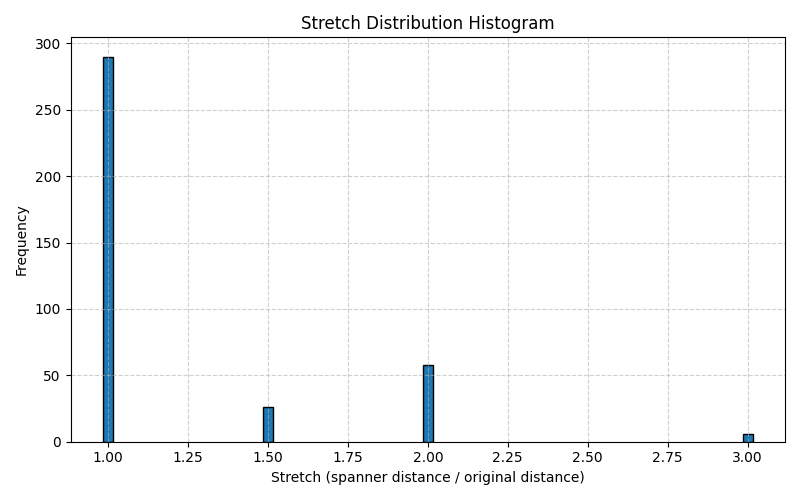 Stretch Distribution Histogram
300
250
200
150
100
50
0
Frequency
1.00 1.25 1.50 1.75 2.00 2.25 2.50 2.75 3.00
Stretch (spanner distance / original distance)